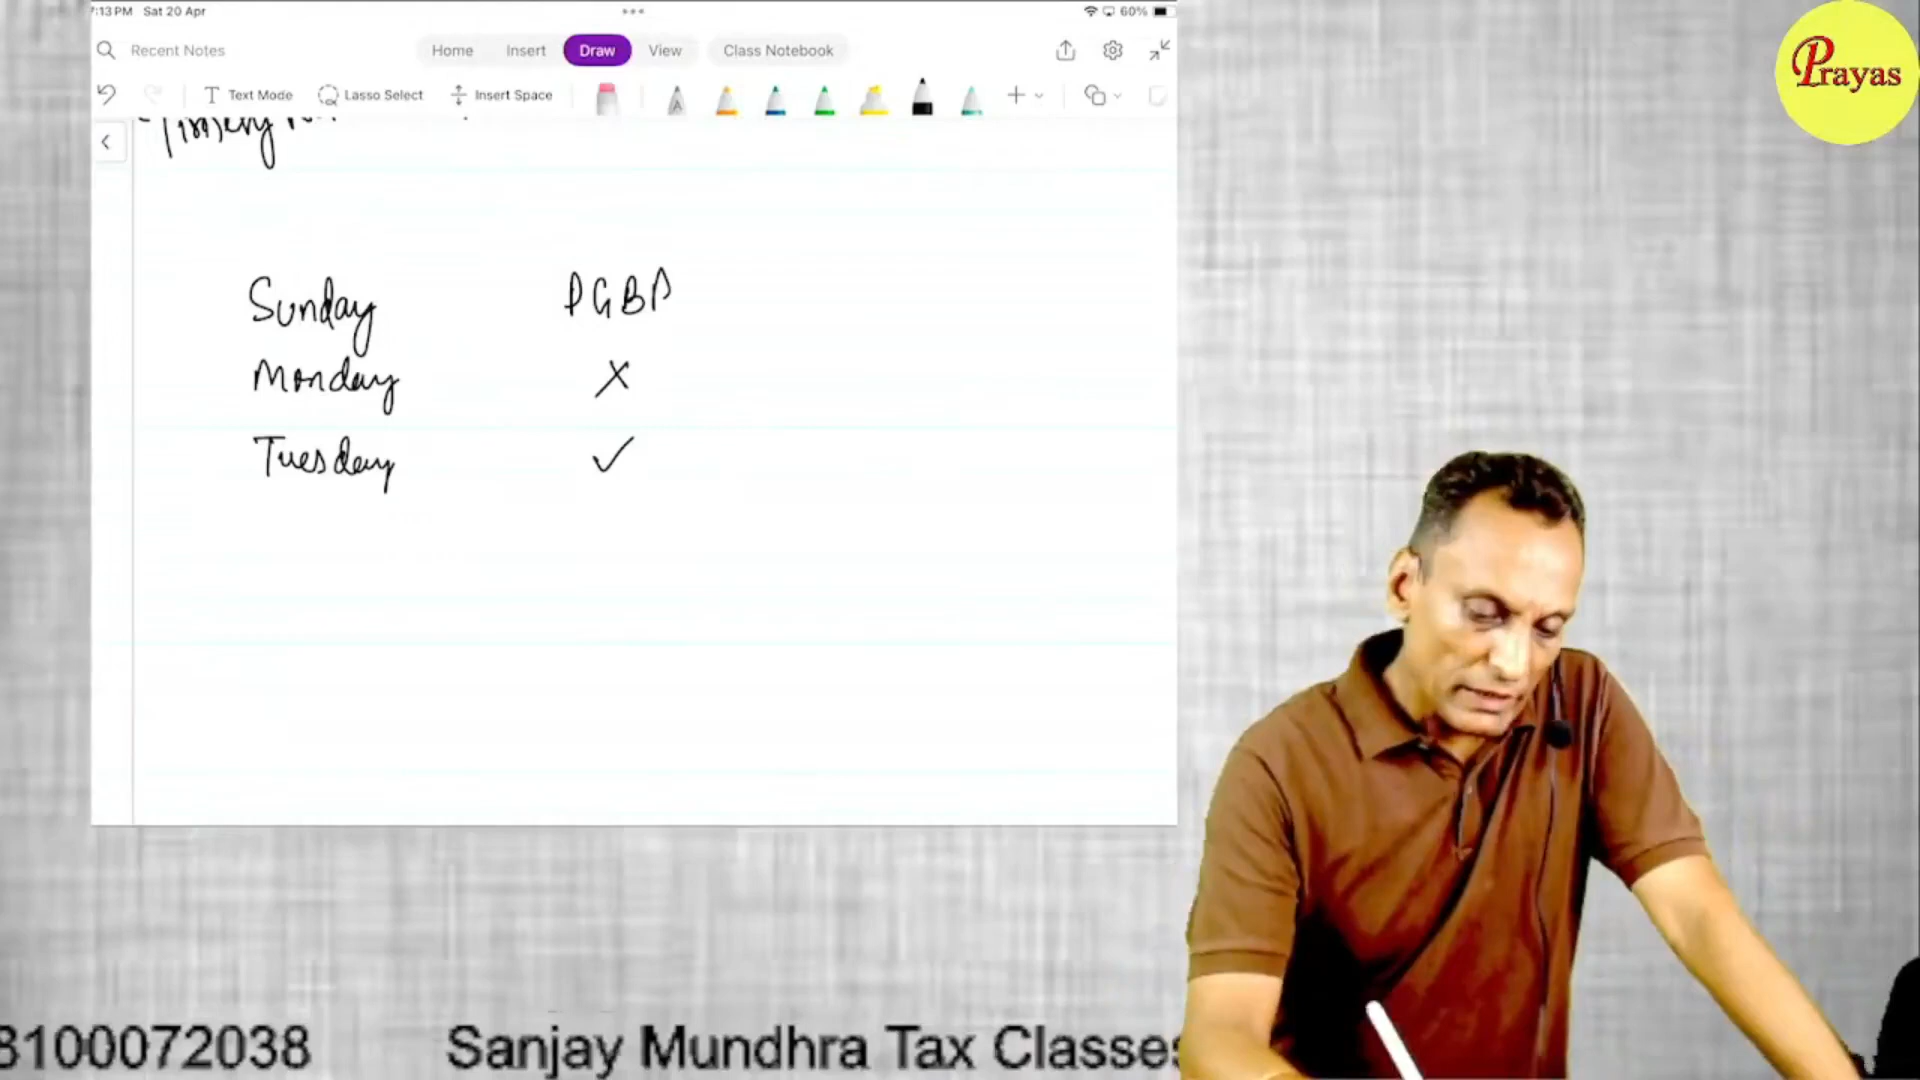 7:13 PM Sat 20 Apr
60%
Prayas
Recent Notes
Home Insert Draw View Class Notebook
Text Mode Lasso Select Insert Space
Sunday PGBP
Monday X
Tuesday ✓
8100072038 Sanjay Mundhra Tax Classes